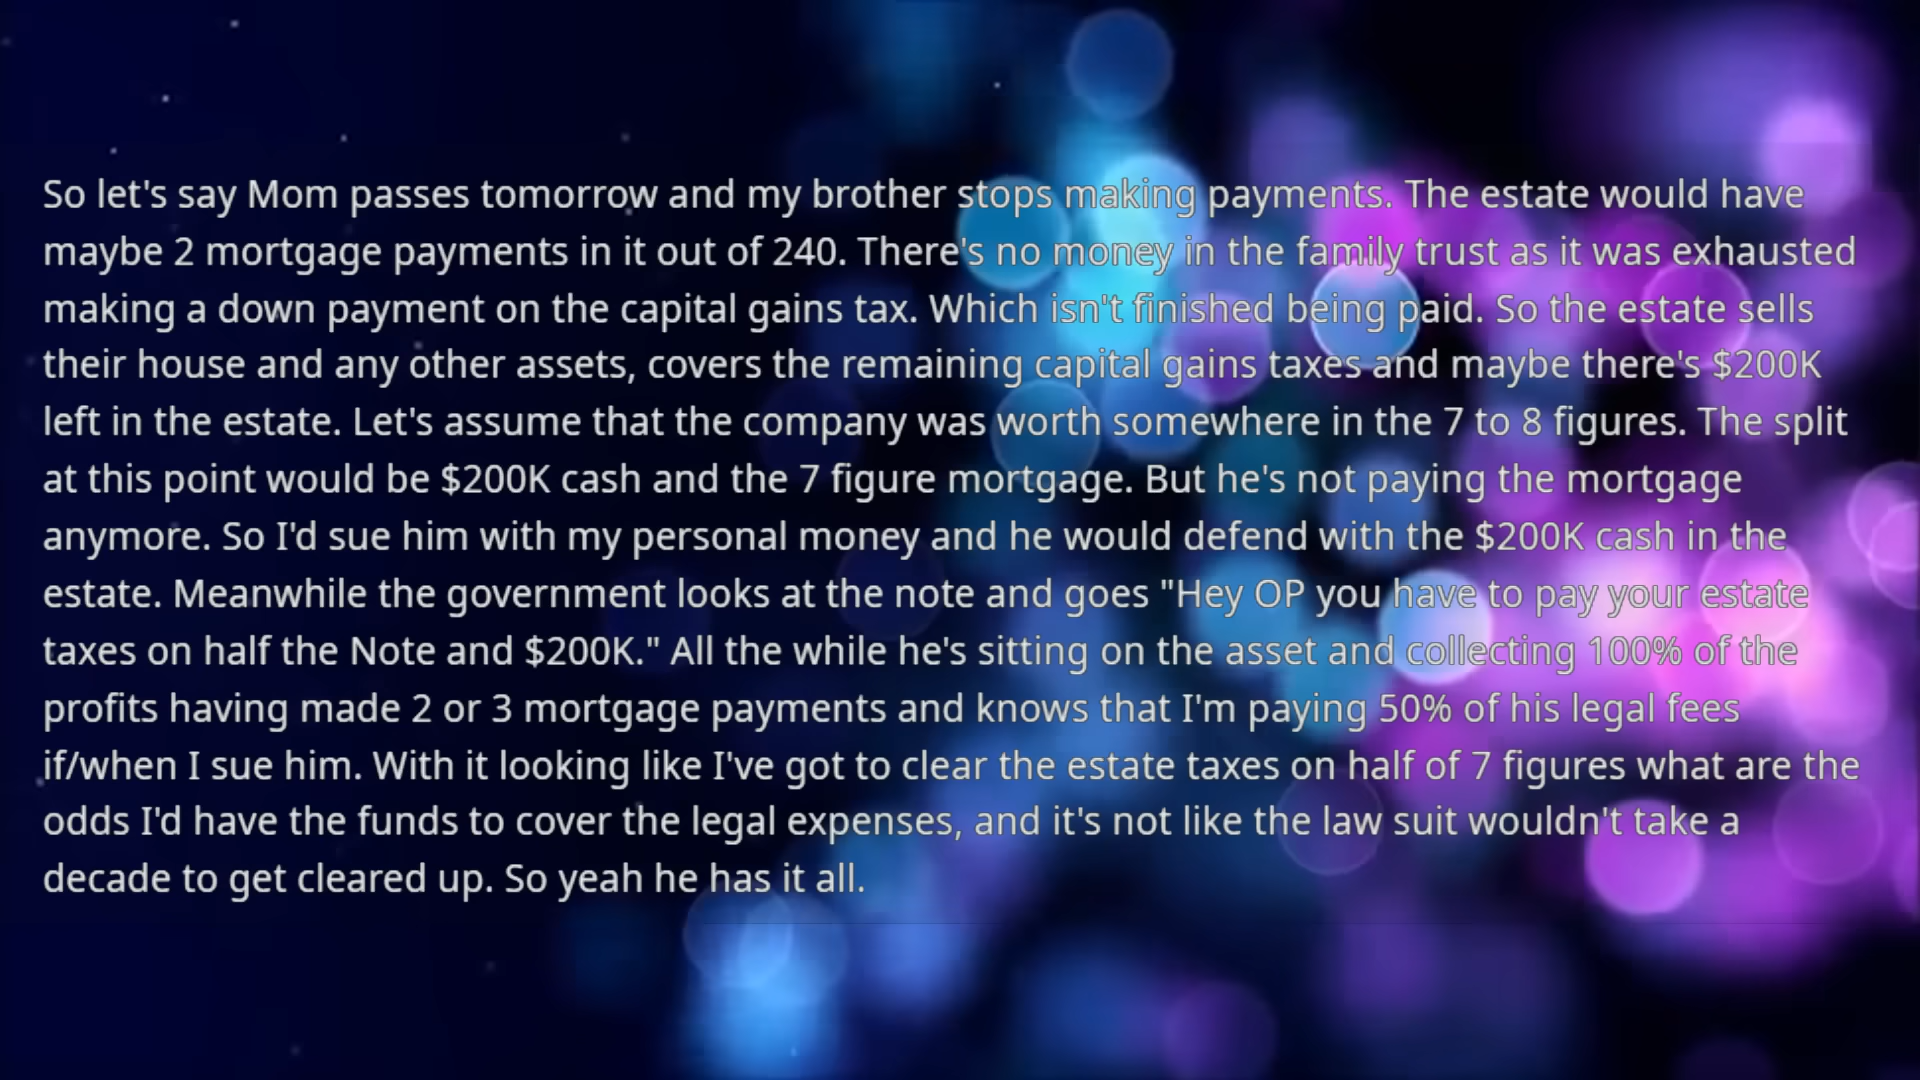 So let's say Mom passes tomorrow and my brother stops making payments. The estate would have
maybe 2 mortgage payments in it out of 240. There's no money in the family trust as it was exhausted
making a down payment on the capital gains tax. Which isn't finished being paid. So the estate sells
their house and any other assets, covers the remaining capital gains taxes and maybe there's $200K
left in the estate. Let's assume that the company was worth somewhere in the 7 to 8 figures. The split
at this point would be $200K cash and the 7 figure mortgage. But he's not paying the mortgage
anymore. So I'd sue him with my personal money and he would defend with the $200K cash in the
estate. Meanwhile the government looks at the note and goes "Hey OP you have to pay your estate
taxes on half the Note and $200K." All the while he's sitting on the asset and collecting 100% of the
profits having made 2 or 3 mortgage payments and knows that I'm paying 50% of his legal fees
if/when I sue him. With it looking like I've got to clear the estate taxes on half of 7 figures what are the
odds I'd have the funds to cover the legal expenses, and it's not like the law suit wouldn't take a
decade to get cleared up. So yeah he has it all.